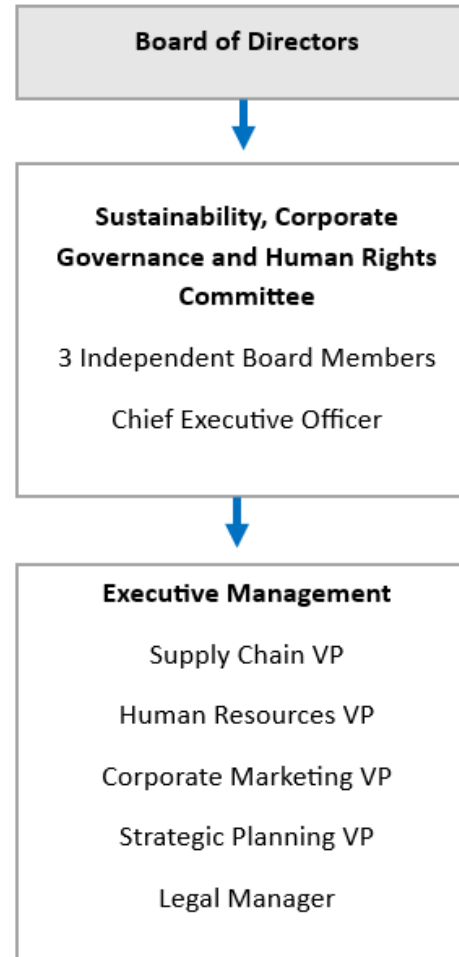 Board of Directors
Sustainability, Corporate
Governance and Human Rights
Committee
3 Independent Board Members
Chief Executive Officer
Executive Management
Supply Chain VP
Human Resources VP
Corporate Marketing VP
Strategic Planning VP
Legal Manager